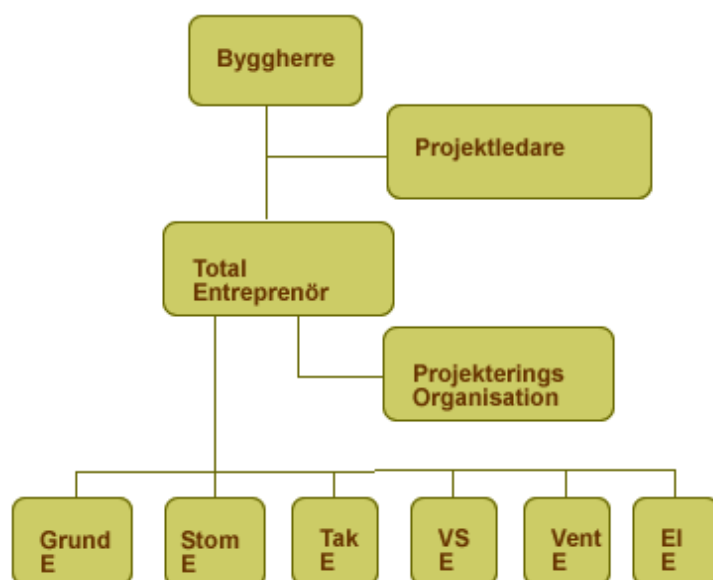 Byggherre
Projektledare
Total
Entreprenör
Projekterings
Organisation
Grund
E
Stom
E
Tak
E
VS
E
Vent
E
El
E